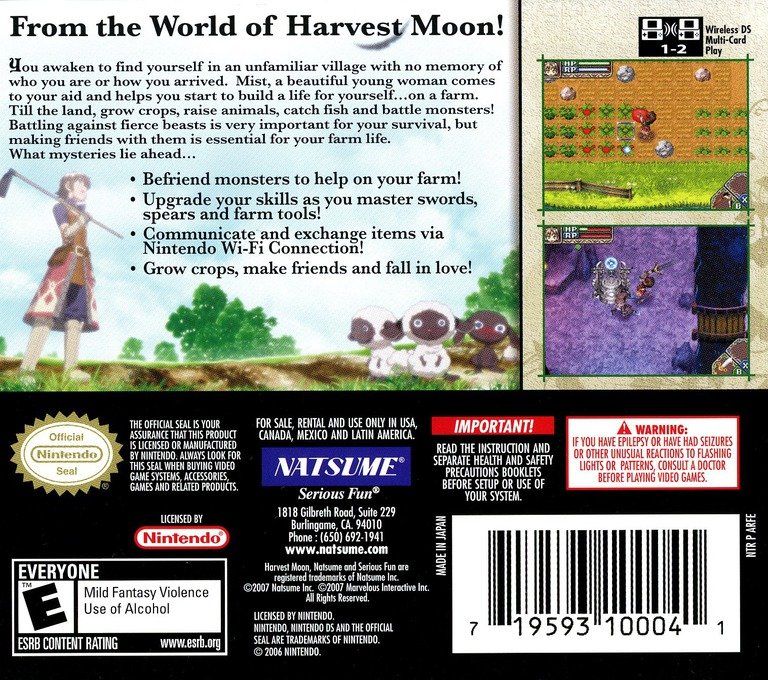 From the World of Harvest Moon!
You awaken to find yourself in an unfamiliar village with no memory of
who you are or how you arrived. Mist, a beautiful young woman comes
to your aid and helps you start to build a life for yourself...on a farm.
Till the land, grow crops, raise animals, catch fish and battle monsters!
Battling against fierce beasts is very important for your survival, but
making friends with them is essential for your farm life.
What mysteries lie ahead...
• Befriend monsters to help on your farm!
• Upgrade your skills as you master swords,
spears and farm tools!
• Communicate and exchange items via
Nintendo Wi-Fi Connection!
• Grow crops, make friends and fall in love!
1-2
Wireless DS
Multi-Card
Play
HP
RP
B
X
HP
RP
B
X
Official
Nintendo®
Seal
THE OFFICIAL SEAL IS YOUR
ASSURANCE THAT THIS PRODUCT
IS LICENSED OR MANUFACTURED
BY NINTENDO. ALWAYS LOOK FOR
THIS SEAL WHEN BUYING VIDEO
GAME SYSTEMS, ACCESSORIES,
GAMES AND RELATED PRODUCTS.
LICENSED BY
Nintendo®
EVERYONE
E
TM
Mild Fantasy Violence
Use of Alcohol
ESRB CONTENT RATING
www.esrb.org
FOR SALE, RENTAL AND USE ONLY IN USA,
CANADA, MEXICO AND LATIN AMERICA.
NATSUME®
Serious Fun®
1818 Gilbreth Road, Suite 229
Burlingame, CA. 94010
Phone : (650) 692-1941
www.natsume.com
Harvest Moon, Natsume and Serious Fun are
registered trademarks of Natsume Inc.
©2007 Natsume Inc. ©2007 Marvelous Interactive Inc.
All Rights Reserved.
LICENSED BY NINTENDO.
NINTENDO, NINTENDO DS AND THE OFFICIAL
SEAL ARE TRADEMARKS OF NINTENDO.
© 2006 NINTENDO.
IMPORTANT!
READ THE INSTRUCTION AND
SEPARATE HEALTH AND SAFETY
PRECAUTIONS BOOKLETS
BEFORE SETUP OR USE OF
YOUR SYSTEM.
WARNING:
IF YOU HAVE EPILEPSY OR HAVE HAD SEIZURES
OR OTHER UNUSUAL REACTIONS TO FLASHING
LIGHTS OR PATTERNS, CONSULT A DOCTOR
BEFORE PLAYING VIDEO GAMES.
MADE IN JAPAN
NTR P ARFE
7 19593 10004 1